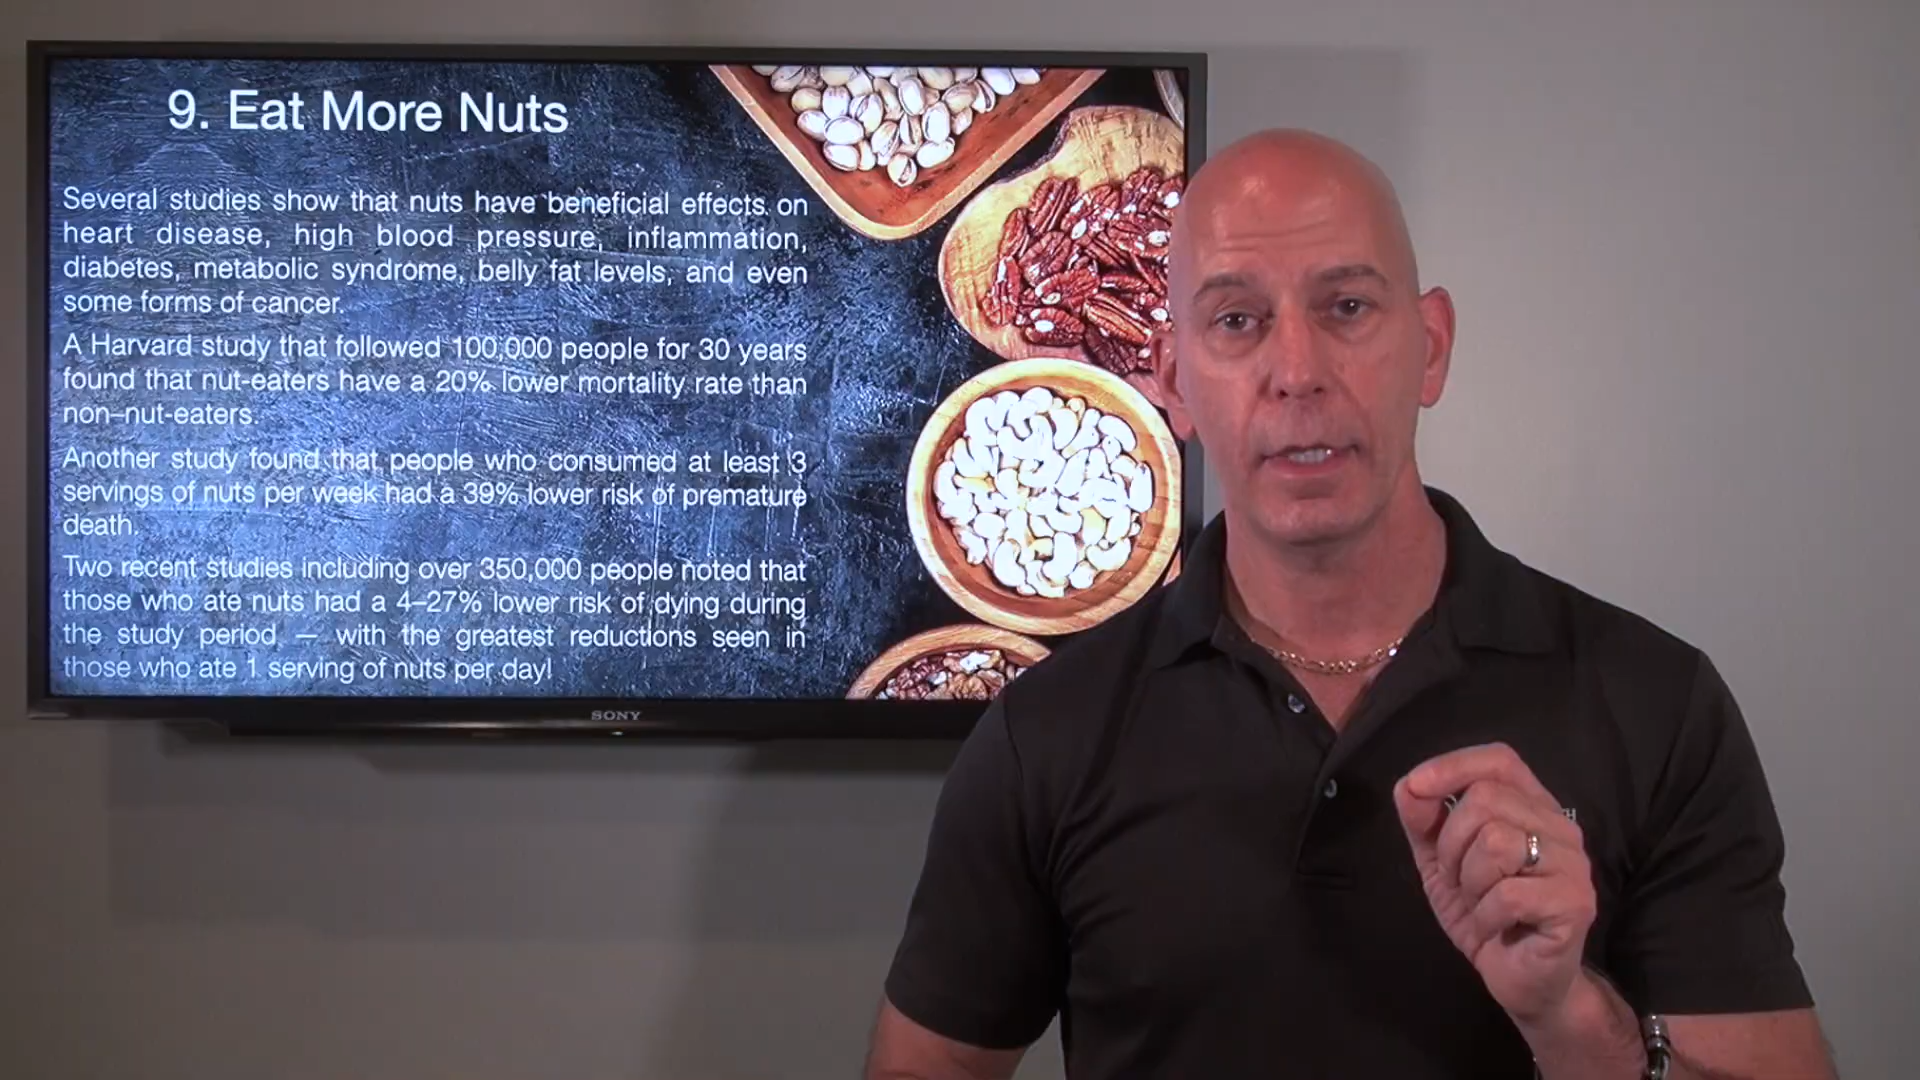 9. Eat More Nuts
Several studies show that nuts have beneficial effects on
heart disease, high blood pressure, inflammation,
diabetes, metabolic syndrome, belly fat levels, and even
some forms of cancer.
A Harvard study that followed 100,000 people for 30 years
found that nut-eaters have a 20% lower mortality rate than
non–nut-eaters.
Another study found that people who consumed at least 3
servings of nuts per week had a 39% lower risk of premature
death.
Two recent studies including over 350,000 people noted that
those who ate nuts had a 4–27% lower risk of dying during
the study period — with the greatest reductions seen in
those who ate 1 serving of nuts per day!
SONY